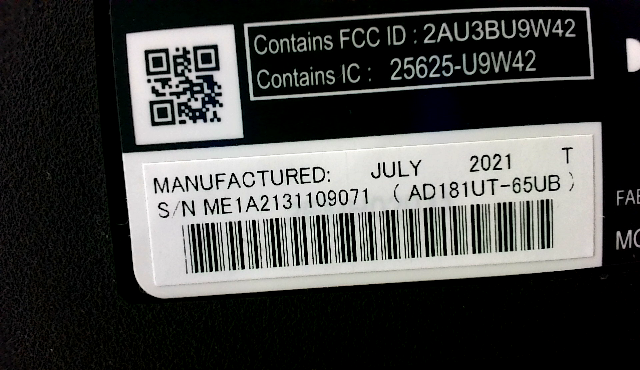 Contains FCC ID : 2AU3BU9W42
Contains IC : 25625-U9W42
MANUFACTURED: JULY 2021 T
S/N ME1A2131109071 ( AD181UT-65UB )